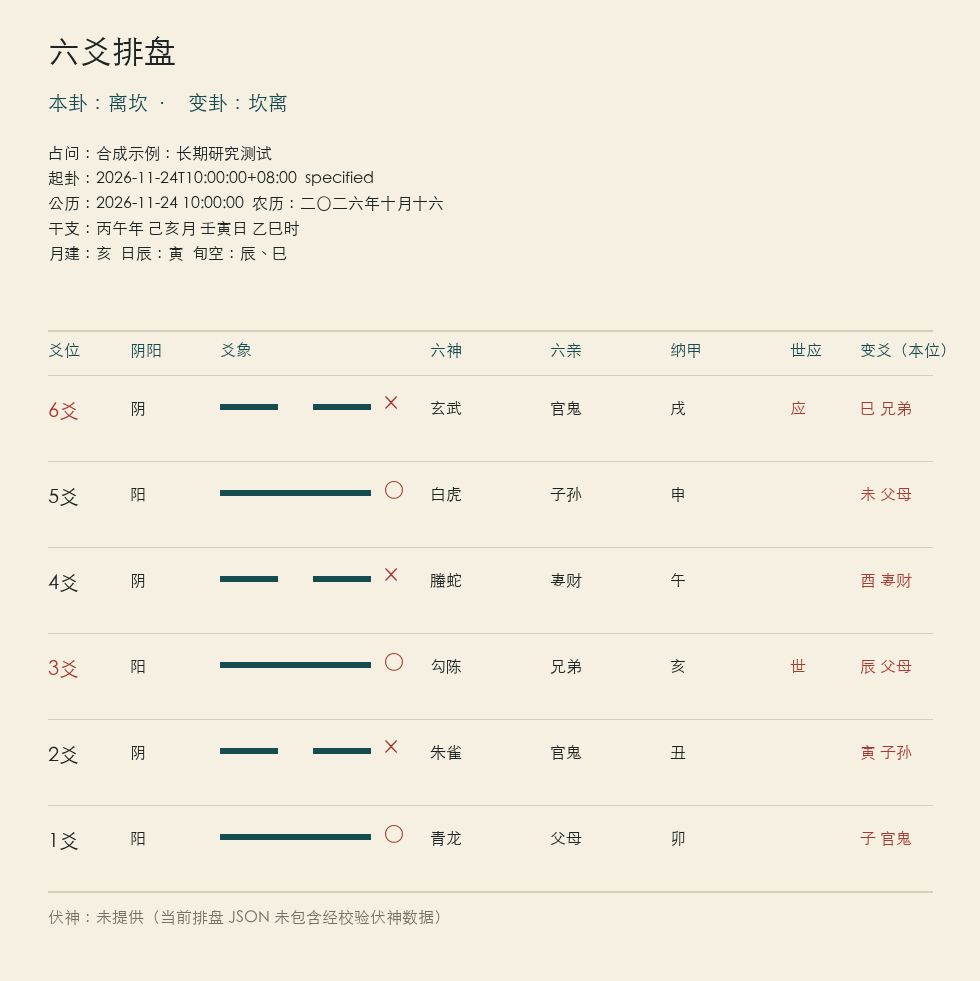 六爻排盘
本卦：离坎 · 变卦：坎离
占问：合成示例：长期研究测试
起卦：2026-11-24T10:00:00+08:00 specified
公历：2026-11-24 10:00:00 农历：二〇二六年十月十六
干支：丙午年 己亥月 壬寅日 乙巳时
月建：亥 日辰：寅 旬空：辰、巳
爻位 阴阳 爻象 六神 六亲 纳甲 世应 变爻（本位）
6爻 阴 × 玄武 官鬼 戌 应 巳 兄弟
5爻 阳 ○ 白虎 子孙 申 未 父母
4爻 阴 × 螣蛇 妻财 午 酉 妻财
3爻 阳 ○ 勾陈 兄弟 亥 世 辰 父母
2爻 阴 × 朱雀 官鬼 丑 寅 子孙
1爻 阳 ○ 青龙 父母 卯 子 官鬼
伏神：未提供（当前排盘 JSON 未包含经校验伏神数据）